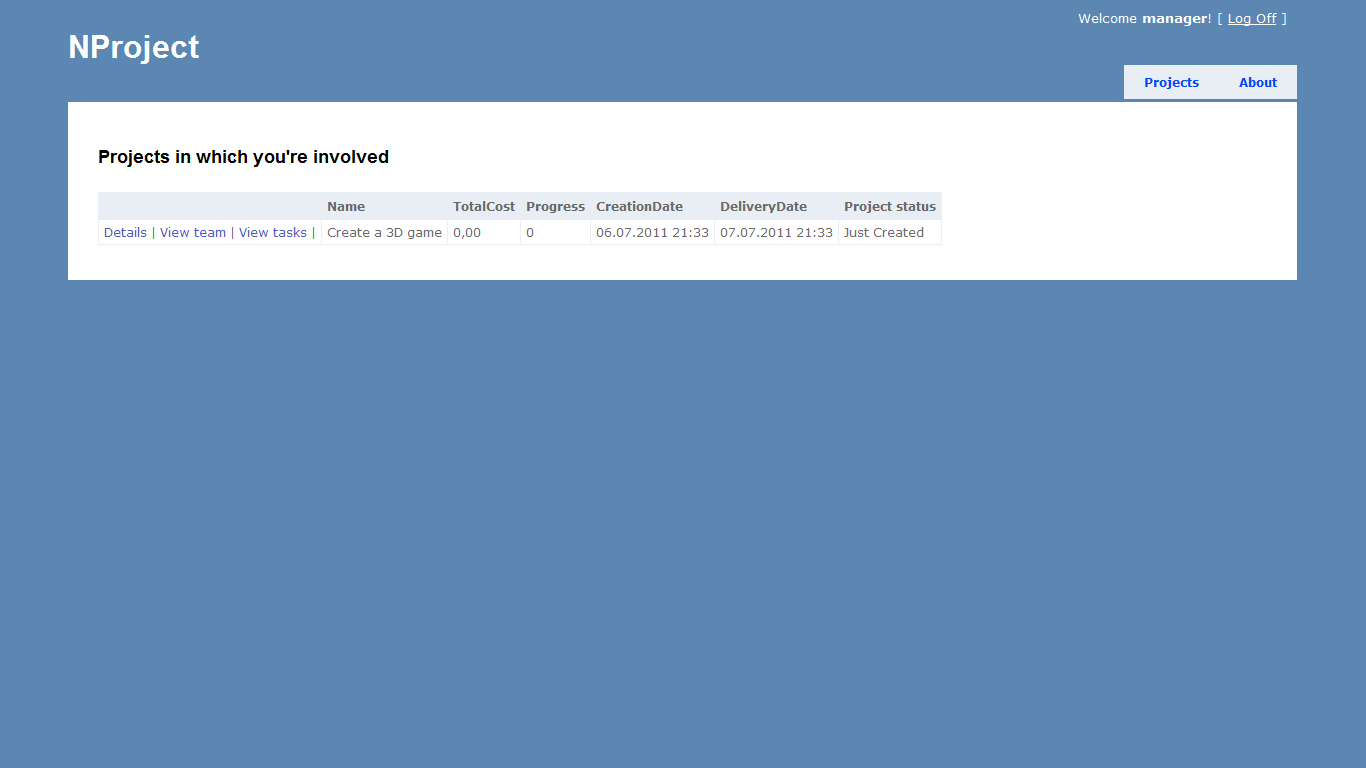 Welcome manager! [ Log Off ]
NProject
Projects About
Projects in which you're involved
Name TotalCost Progress CreationDate DeliveryDate Project status
Details | View team | View tasks | Create a 3D game 0,00 0 06.07.2011 21:33 07.07.2011 21:33 Just Created